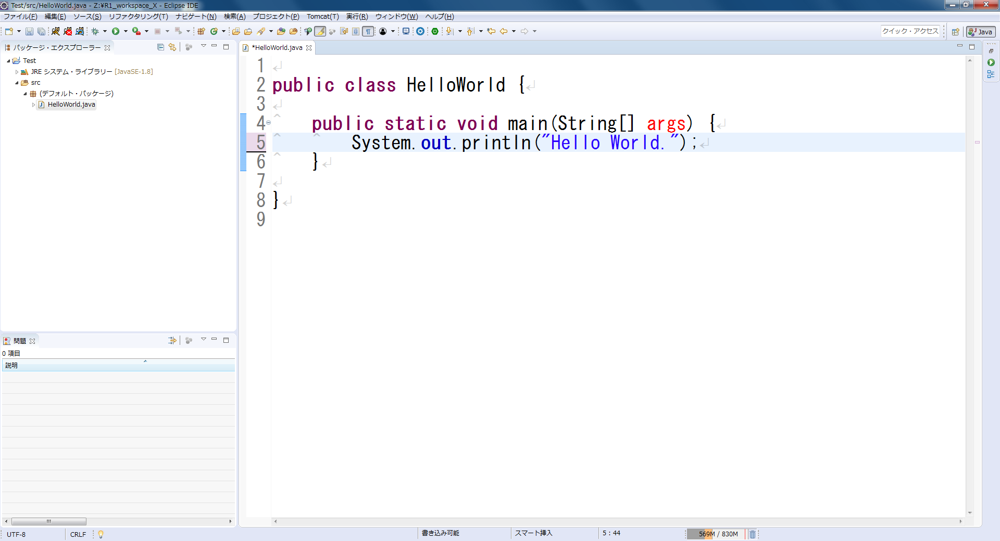 Test/src/HelloWorld.java - Z:¥R1_workspace_X - Eclipse IDE
ファイル(F) 編集(E) ソース(S) リファクタリング(T) ナビゲート(N) 検索(A) プロジェクト(P) Tomcat(T) 実行(R) ウィンドウ(W) ヘルプ(H)
クイック・アクセス
Java
パッケージ・エクスプローラー
Test
JRE システム・ライブラリー [JavaSE-1.8]
src
(デフォルト・パッケージ)
HelloWorld.java
*HelloWorld.java
1
2 public class HelloWorld {
3
4 public static void main(String[] args) {
5 System.out.println("Hello World.");
6 }
7
8 }
9
問題
0 項目
説明
UTF-8 CRLF 書き込み可能 スマート挿入 5 : 44 569M / 830M